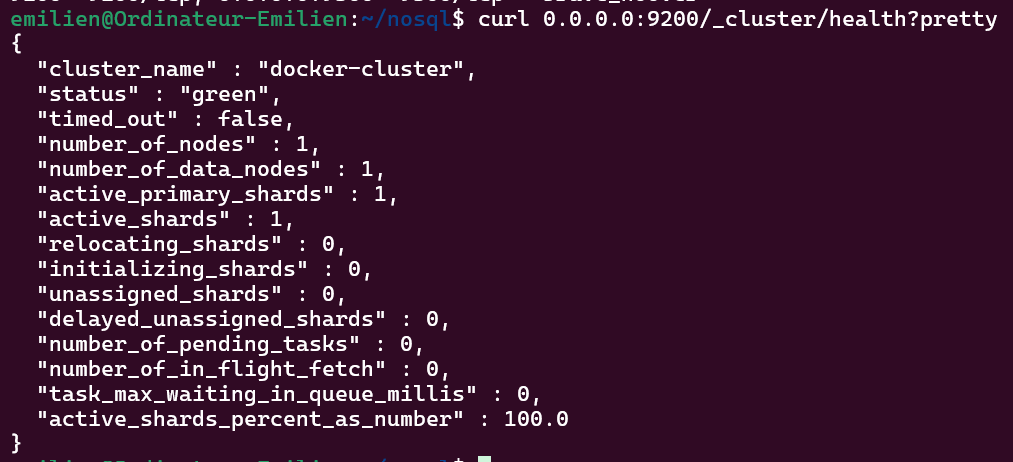 emilien@Ordinateur-Emilien:~/nosql$ curl 0.0.0.0:9200/_cluster/health?pretty
{
  "cluster_name" : "docker-cluster",
  "status" : "green",
  "timed_out" : false,
  "number_of_nodes" : 1,
  "number_of_data_nodes" : 1,
  "active_primary_shards" : 1,
  "active_shards" : 1,
  "relocating_shards" : 0,
  "initializing_shards" : 0,
  "unassigned_shards" : 0,
  "delayed_unassigned_shards" : 0,
  "number_of_pending_tasks" : 0,
  "number_of_in_flight_fetch" : 0,
  "task_max_waiting_in_queue_millis" : 0,
  "active_shards_percent_as_number" : 100.0
}